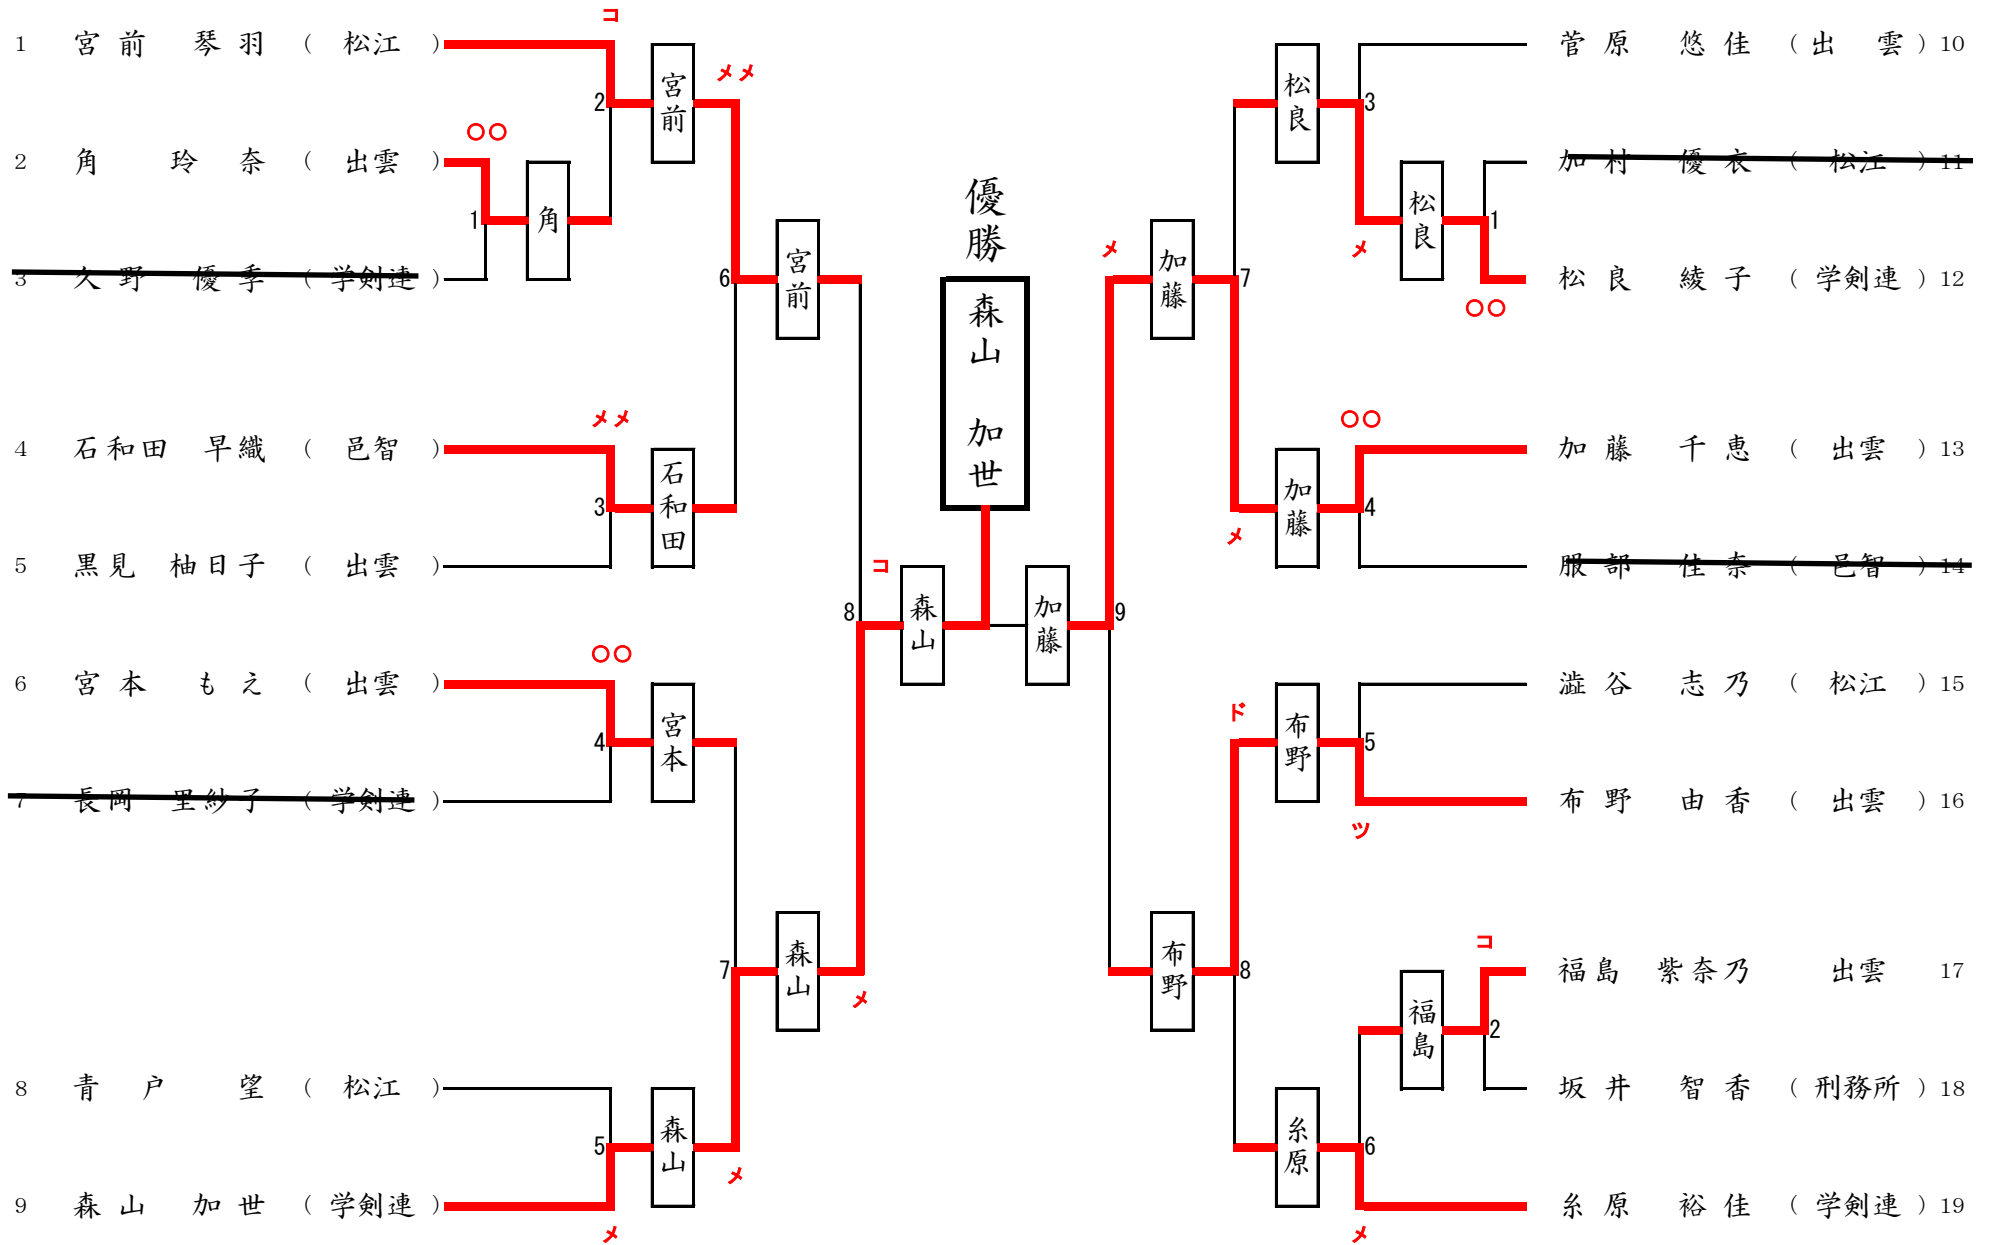 コ
1 宮前 琴羽 ( 松江 )
2
宮前
メメ
○○
2 角 玲奈 ( 出雲 )
1
角
3 久野 優季 ( 学剣連 )
6
宮前
メメ
4 石和田 早織 ( 邑智 )
3
石和田
5 黒見 柚日子 ( 出雲 )
○○
6 宮本 もえ ( 出雲 )
4
宮本
7 長岡 里紗子 ( 学剣連 )
7
森山
メ
8 青戸 望 ( 松江 )
5
森山
メ
9 森山 加世 ( 学剣連 )
メ
8
コ
森山
優勝
森山 加世
加藤
9
菅原 悠佳 ( 出雲 ) 10
松良
3
加村 優衣 ( 松江 ) 11
松良
1
メ
松良 綾子 ( 学剣連 ) 12
○○
メ
加藤
7
○○
加藤 千恵 ( 出雲 ) 13
加藤
4
メ
服部 佳奈 ( 邑智 ) 14
澁谷 志乃 ( 松江 ) 15
ド
布野
5
布野 由香 ( 出雲 ) 16
ツ
布野
8
コ
福島 紫奈乃 出雲 17
福島
2
坂井 智香 ( 刑務所 ) 18
糸原
6
糸原 裕佳 ( 学剣連 ) 19
メ